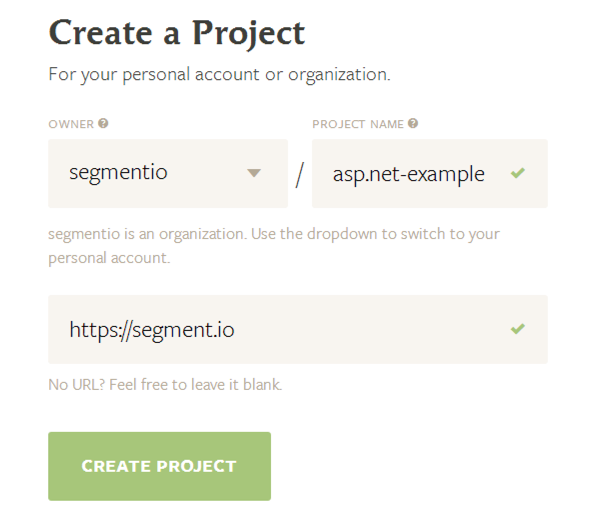 Create a Project
For your personal account or organization.
OWNER ? PROJECT NAME ?
segmentio / asp.net-example
segmentio is an organization. Use the dropdown to switch to your
personal account.
https://segment.io
No URL? Feel free to leave it blank.
CREATE PROJECT